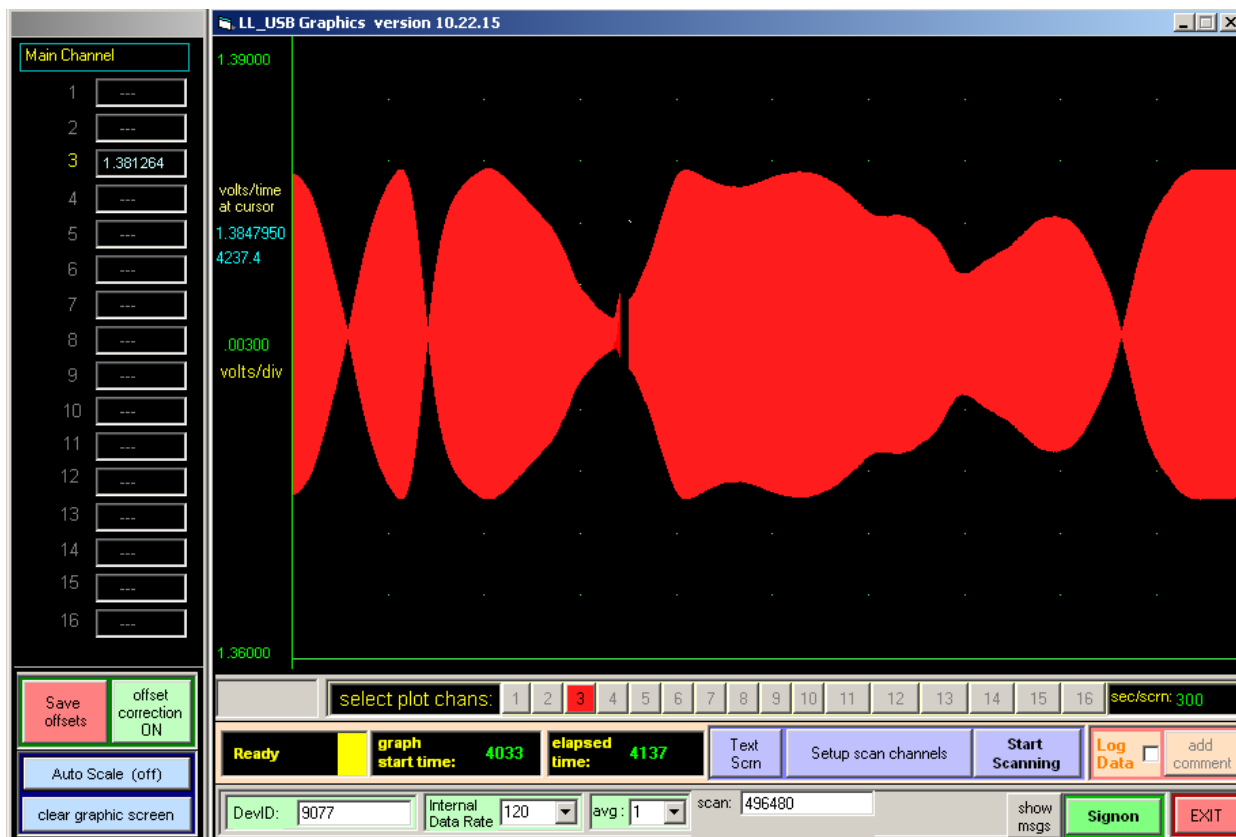 LL_USB Graphics version 10.22.15
Main Channel
1 ---
2 ---
3 1.381264
4 ---
5 ---
6 ---
7 ---
8 ---
9 ---
10 ---
11 ---
12 ---
13 ---
14 ---
15 ---
16 ---
Save
offsets
offset
correction
ON
Auto Scale (off)
clear graphic screen
1.39000
volts/time
at cursor
1.3847950
4237.4
.00300
volts/div
1.36000
select plot chans: 1 2 3 4 5 6 7 8 9 10 11 12 13 14 15 16 sec/scrn: 300
Ready
graph
start time: 4033
elapsed
time: 4137
Text
Scrn
Setup scan channels
Start
Scanning
Log
Data
add
comment
DevID: 9077
Internal
Data Rate 120
avg : 1
scan: 496480
show
msgs
Signon
EXIT